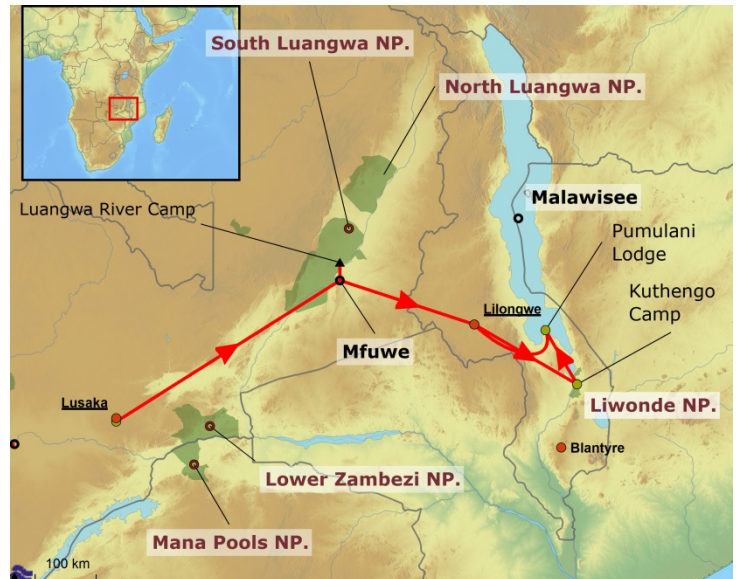 South Luangwa NP.
North Luangwa NP.
Luangwa River Camp
Malawisee
Pumulani
Lodge
Kuthengo
Camp
Lilongwe
Mfuwe
Lusaka
Liwonde NP.
Blantyre
Lower Zambezi NP.
Mana Pools NP.
100 km